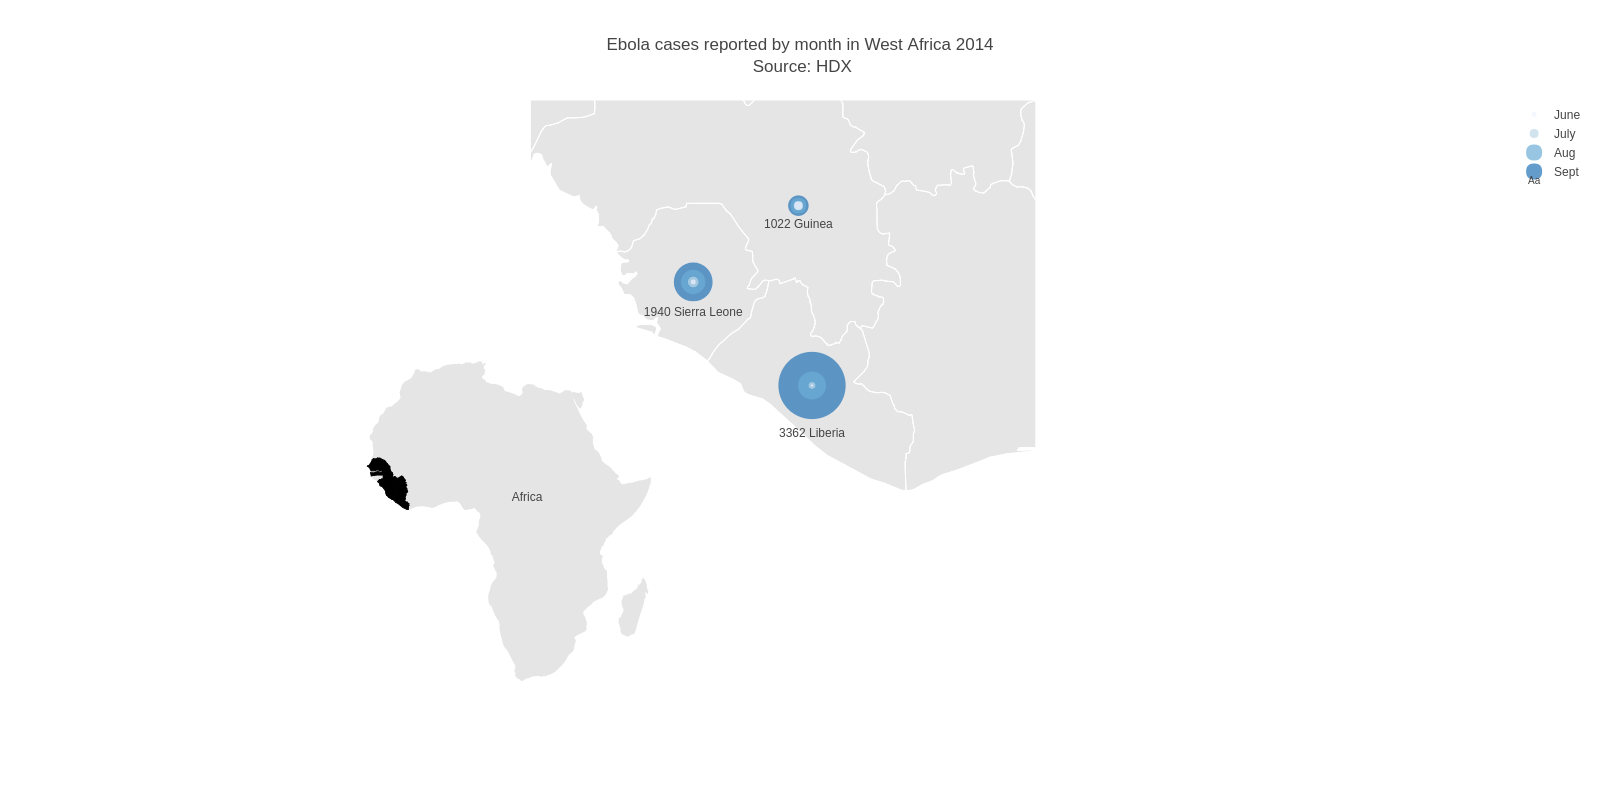 Ebola cases reported by month in West Africa 2014
Source: HDX
June
July
Aug
Sept
Aa
1022 Guinea
1940 Sierra Leone
3362 Liberia
Africa